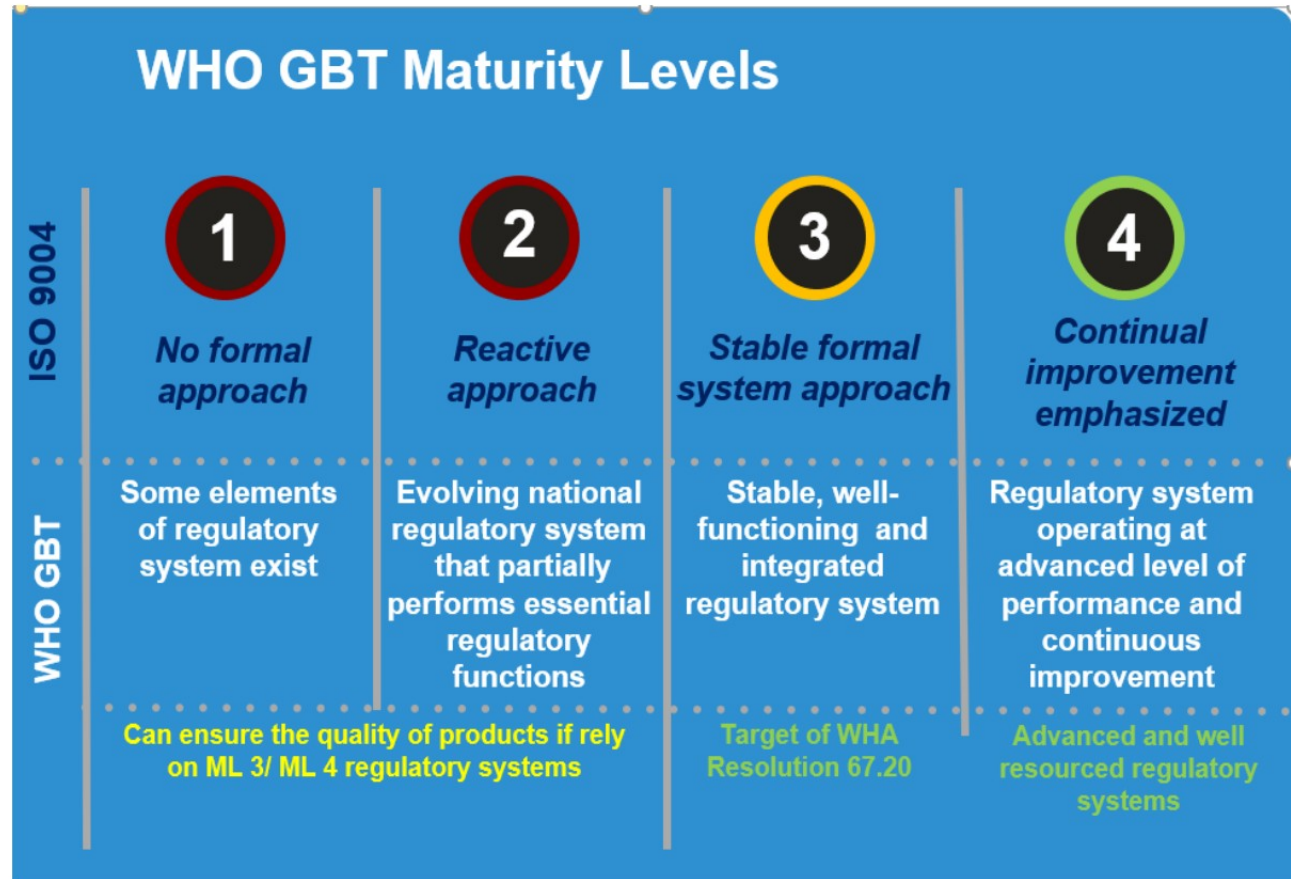 WHO GBT Maturity Levels
ISO 9004
1
No formal
approach
2
Reactive
approach
3
Stable formal
system approach
4
Continual
improvement
emphasized
WHO GBT
Some elements
of regulatory
system exist
Evolving national
regulatory system
that partially
performs essential
regulatory
functions
Stable, well-
functioning and
integrated
regulatory system
Regulatory system
operating at
advanced level of
performance and
continuous
improvement
Can ensure the quality of products if rely
on ML 3/ ML 4 regulatory systems
Target of WHA
Resolution 67.20
Advanced and well
resourced regulatory
systems